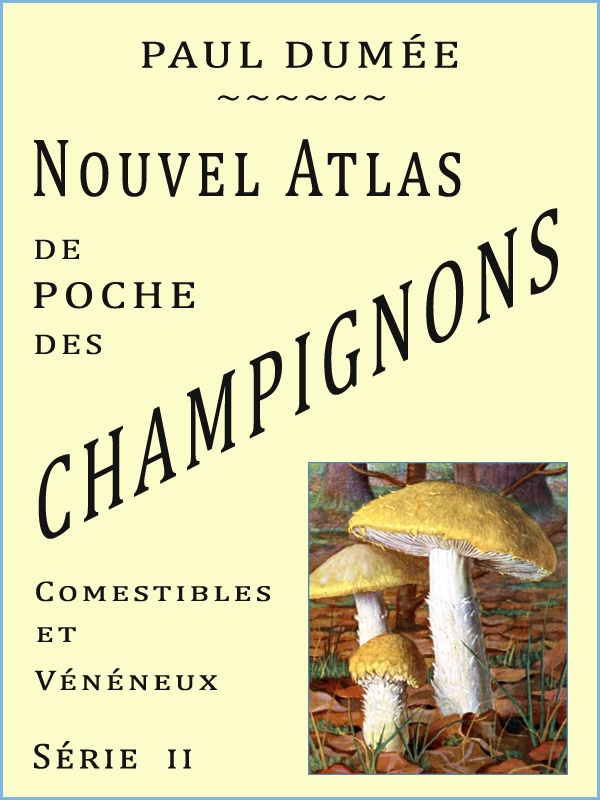 PAUL DUMÉE
~~~~~~
NOUVEL ATLAS
DE
POCHE
DES
CHAMPIGNONS
COMESTIBLES
ET
VÉNÉNEUX
SÉRIE II